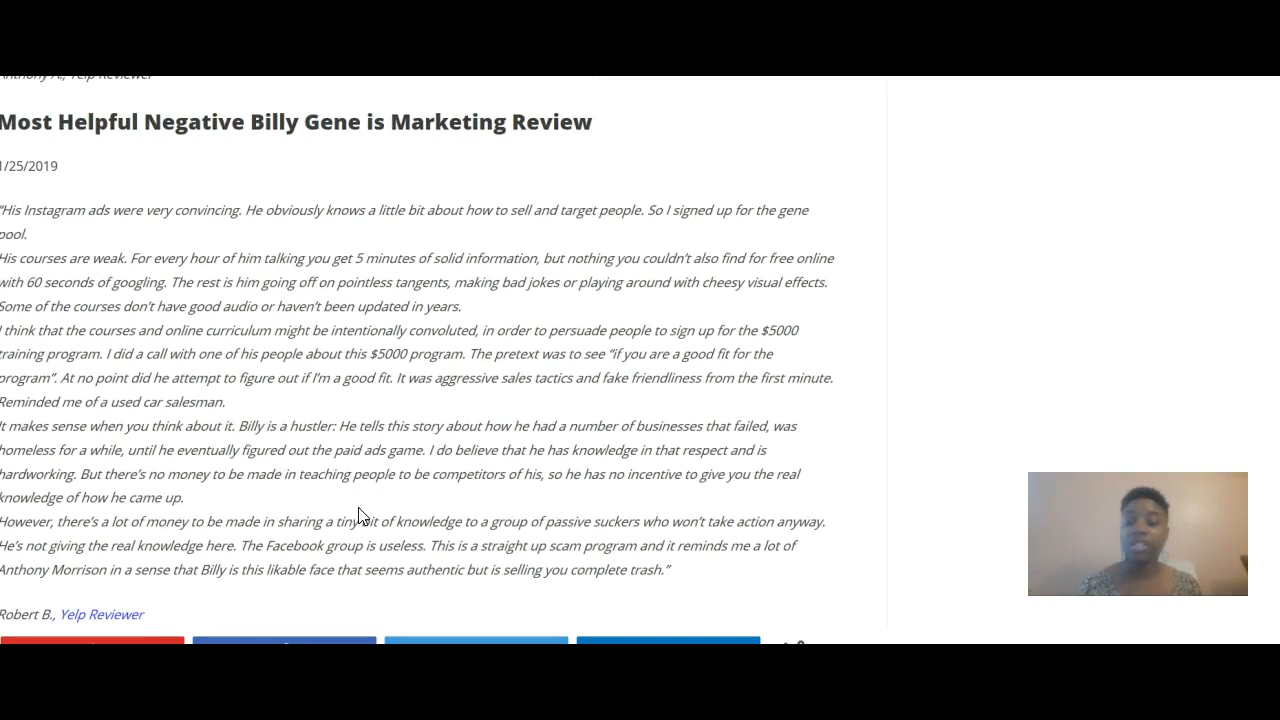 Anthony A., Yelp Reviewer
Most Helpful Negative Billy Gene is Marketing Review
1/25/2019
“His Instagram ads were very convincing. He obviously knows a little bit about how to sell and target people. So I signed up for the gene
pool.
His courses are weak. For every hour of him talking you get 5 minutes of solid information, but nothing you couldn’t also find for free online
with 60 seconds of googling. The rest is him going off on pointless tangents, making bad jokes or playing around with cheesy visual effects.
Some of the courses don’t have good audio or haven’t been updated in years.
I think that the courses and online curriculum might be intentionally convoluted, in order to persuade people to sign up for the $5000
training program. I did a call with one of his people about this $5000 program. The pretext was to see “if you are a good fit for the
program”. At no point did he attempt to figure out if I’m a good fit. It was aggressive sales tactics and fake friendliness from the first minute.
Reminded me of a used car salesman.
It makes sense when you think about it. Billy is a hustler: He tells this story about how he had a number of businesses that failed, was
homeless for a while, until he eventually figured out the paid ads game. I do believe that he has knowledge in that respect and is
hardworking. But there’s no money to be made in teaching people to be competitors of his, so he has no incentive to give you the real
knowledge of how he came up.
However, there’s a lot of money to be made in sharing a tiny bit of knowledge to a group of passive suckers who won’t take action anyway.
He’s not giving the real knowledge here. The Facebook group is useless. This is a straight up scam program and it reminds me a lot of
Anthony Morrison in a sense that Billy is this likable face that seems authentic but is selling you complete trash.”
Robert B., Yelp Reviewer